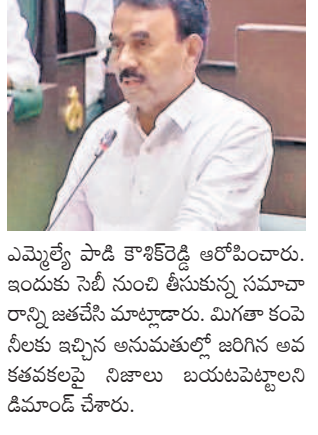 ఎమ్మెల్యే పాడి కౌశిక్‌రెడ్డి ఆరోపించారు.
ఇందుకు సెబీ నుంచి తీసుకున్న సమాచా
రాన్ని జతచేసి మాట్లాడారు. మిగతా కంపె
నీలకు ఇచ్చిన అనుమతుల్లో జరిగిన అవ
కతవకలపై నిజాలు బయటపెట్టాలని
డిమాండ్ చేశారు.